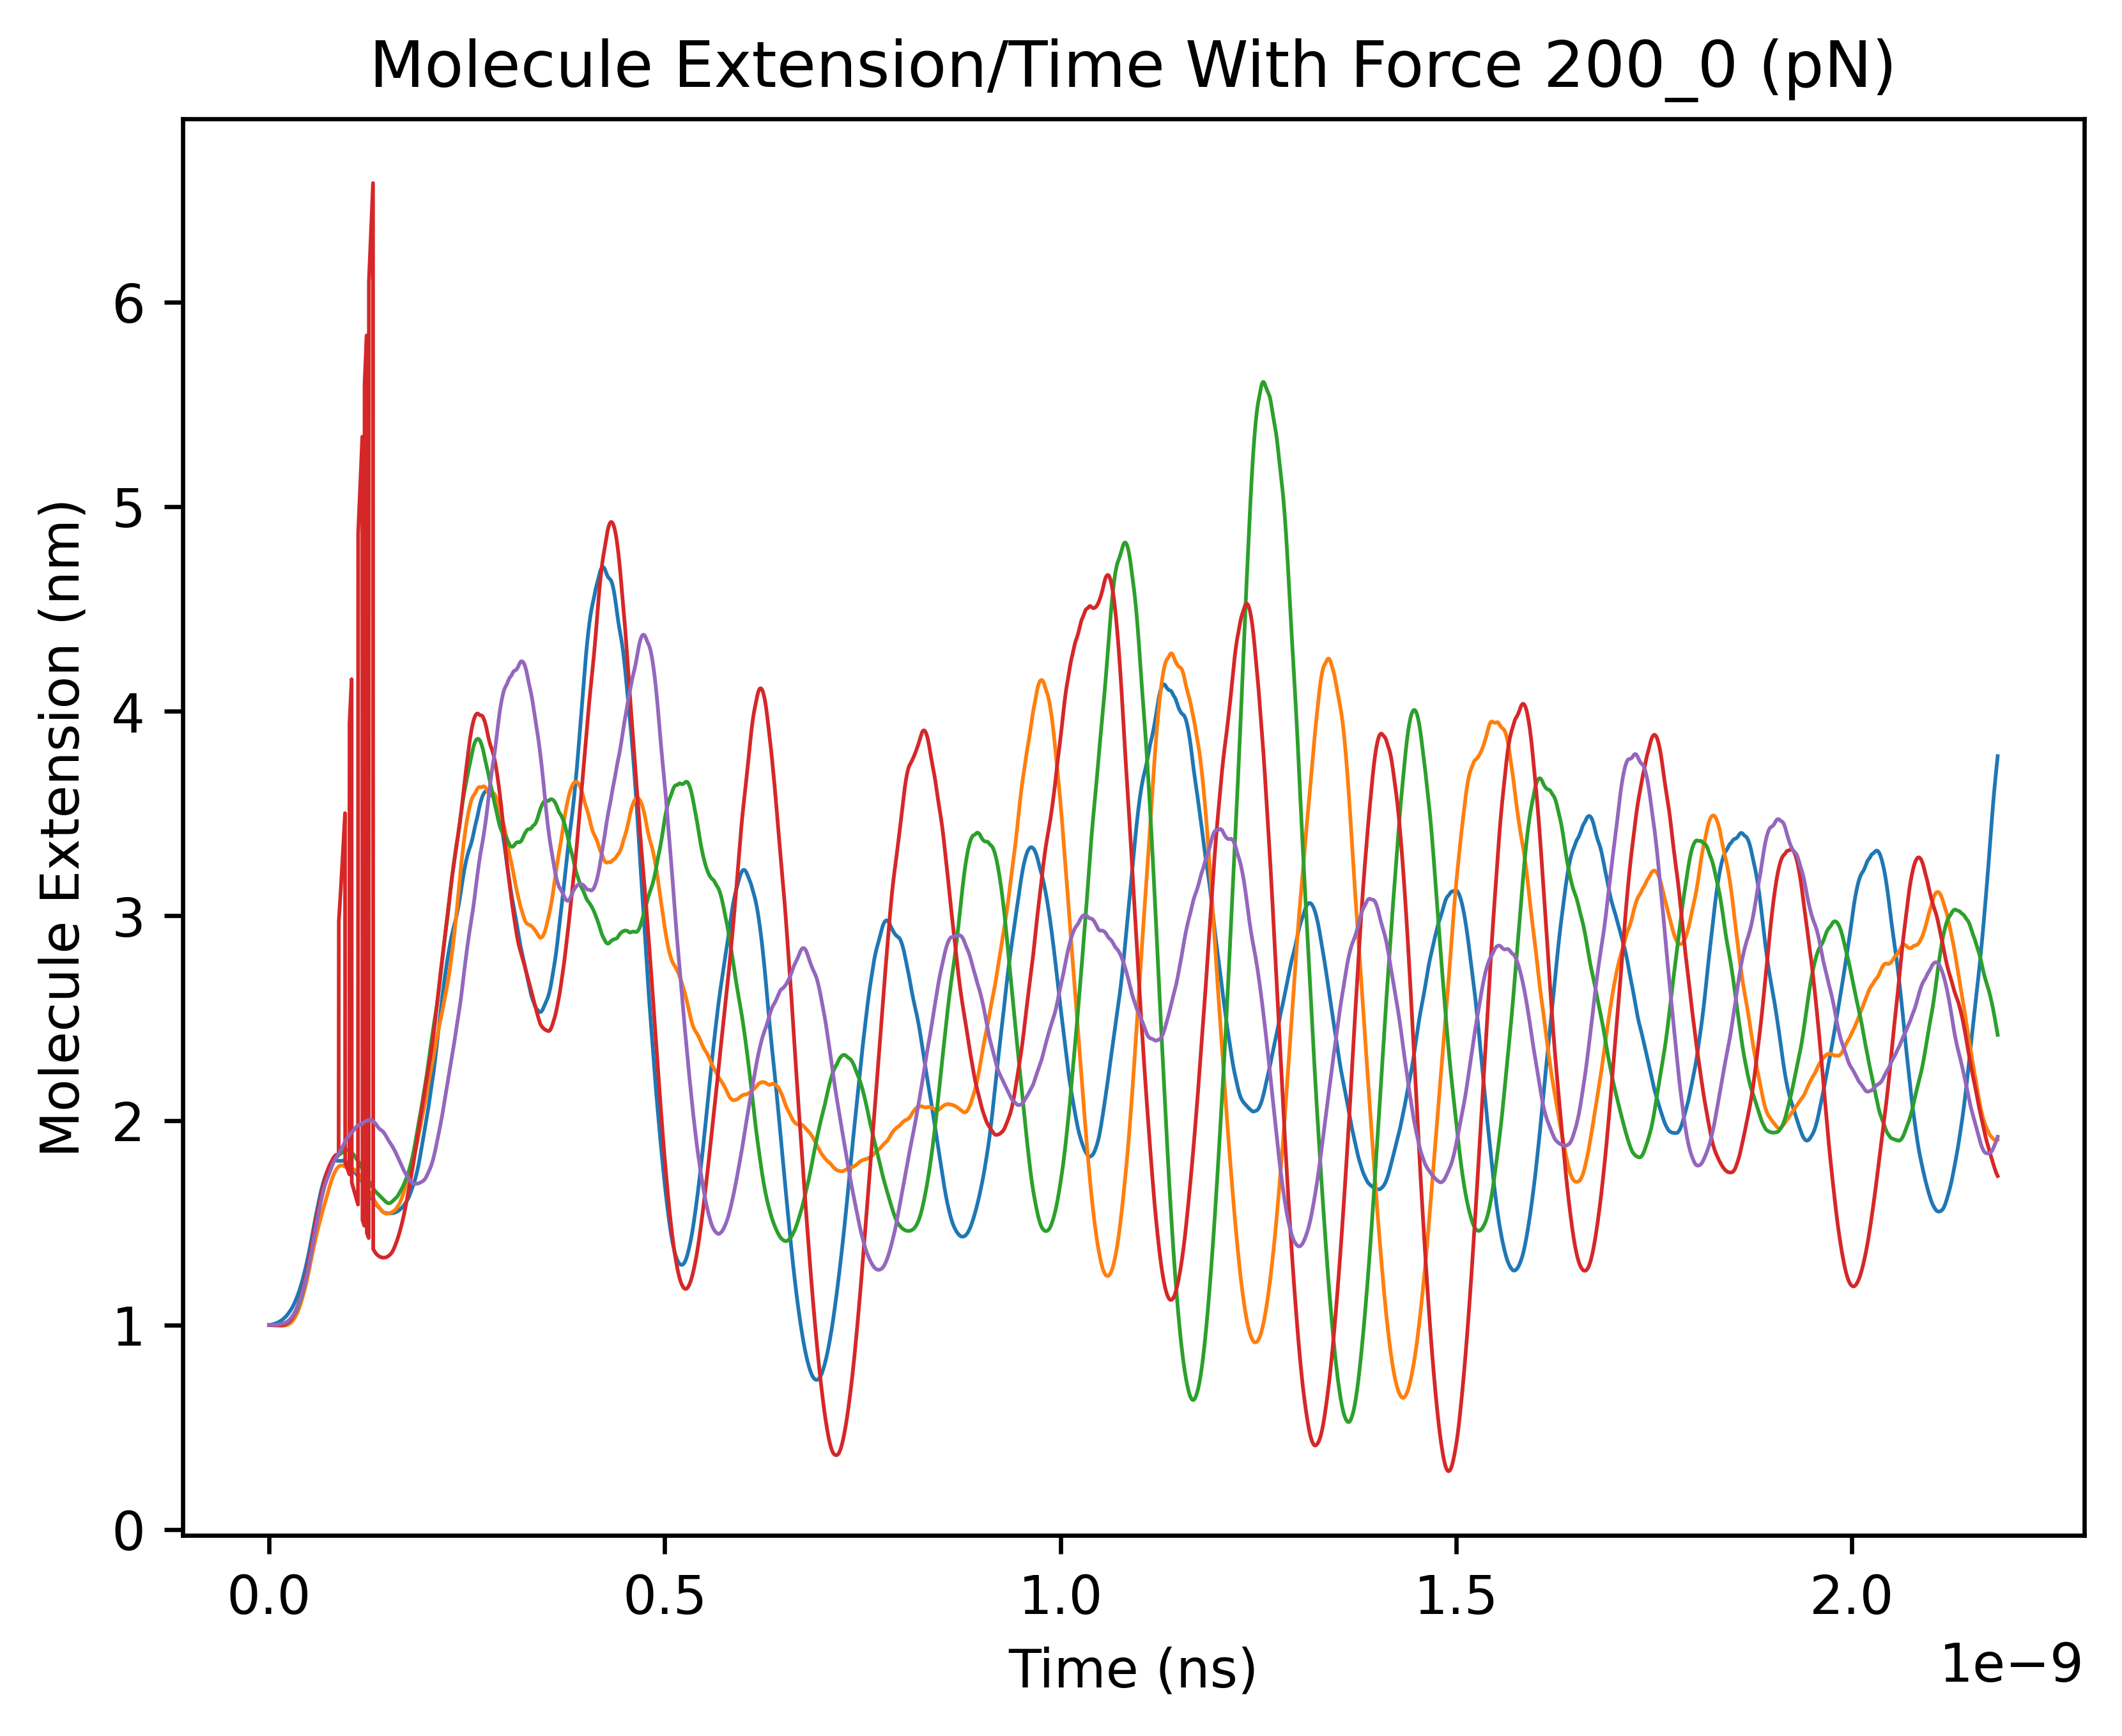 Molecule Extension/Time With Force 200_0 (pN)
Molecule Extension (nm)
6
5
4
3
2
1
0
0.0 0.5 1.0 1.5 2.0
Time (ns)
1e−9